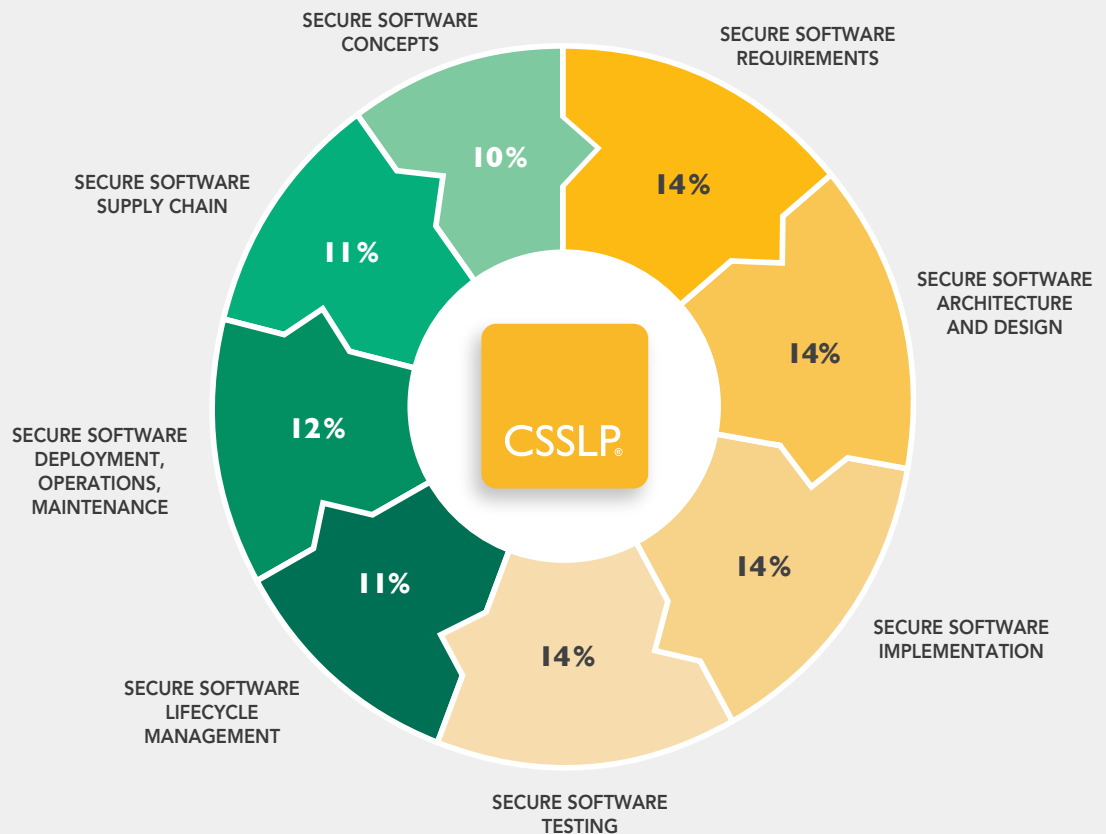 SECURE SOFTWARE
CONCEPTS
10%
SECURE SOFTWARE
REQUIREMENTS
14%
SECURE SOFTWARE
ARCHITECTURE
AND DESIGN
14%
SECURE SOFTWARE
IMPLEMENTATION
14%
SECURE SOFTWARE
TESTING
14%
SECURE SOFTWARE
LIFECYCLE
MANAGEMENT
11%
SECURE SOFTWARE
DEPLOYMENT,
OPERATIONS,
MAINTENANCE
12%
SECURE SOFTWARE
SUPPLY CHAIN
11%
CSSLP®